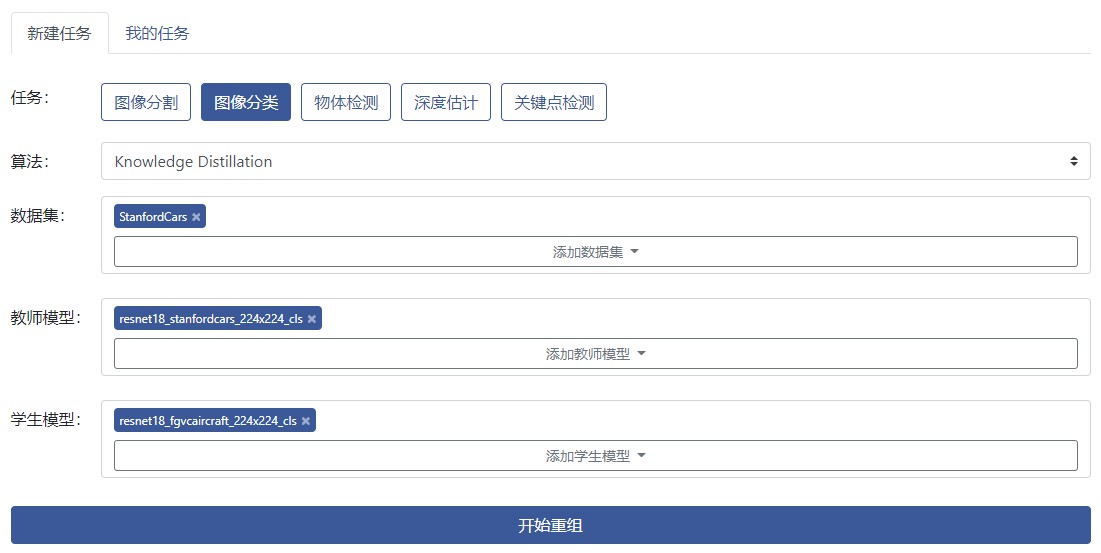 新建任务 我的任务
任务： 图像分割 图像分类 物体检测 深度估计 关键点检测
算法： Knowledge Distillation
数据集： StanfordCars ×
添加数据集
教师模型： resnet18_stanfordcars_224x224_cls ×
添加教师模型
学生模型： resnet18_fgvcaircraft_224x224_cls ×
添加学生模型
开始重组